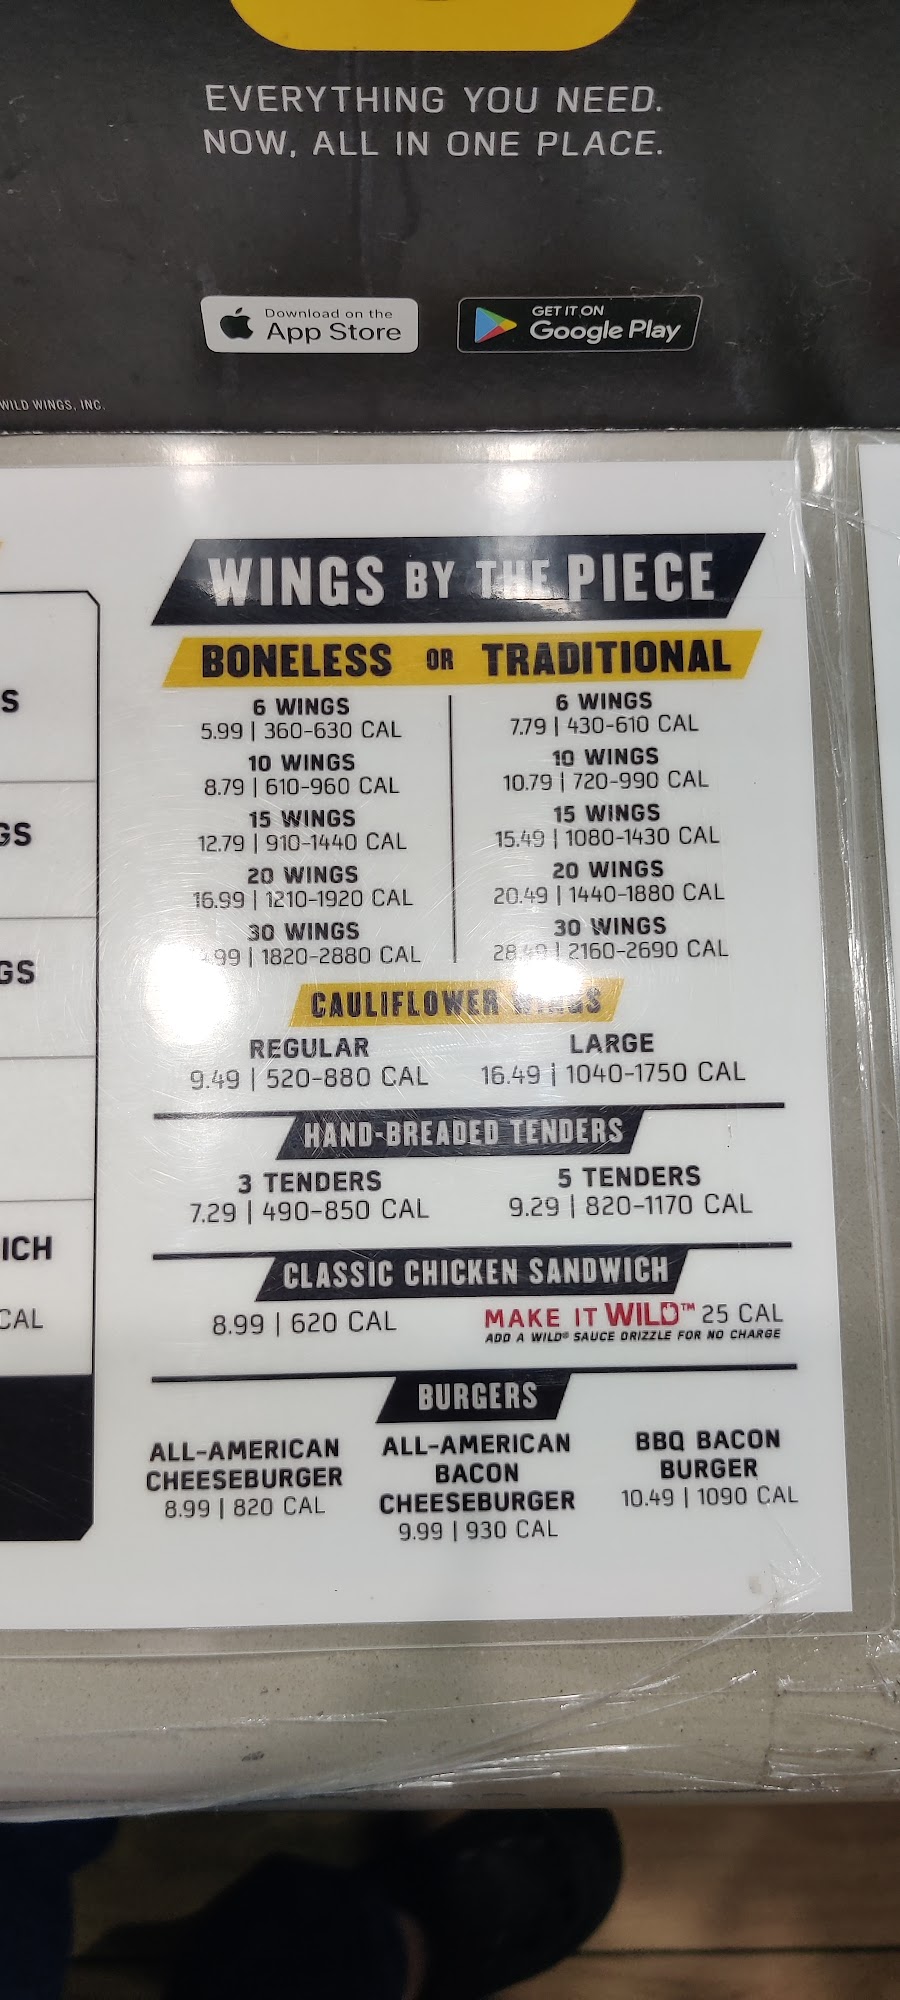 EVERYTHING YOU NEED.
NOW, ALL IN ONE PLACE.
Download on the
App Store
GET IT ON
Google Play
WILD WINGS, INC.
S
GS
GS
ICH
CAL
WINGS BY THE PIECE
BONELESS OR TRADITIONAL
6 WINGS
5.99 | 360-630 CAL
10 WINGS
8.79 | 610-960 CAL
15 WINGS
12.79 | 910-1440 CAL
20 WINGS
16.99 | 1210-1920 CAL
30 WINGS
.99 | 1820-2880 CAL
6 WINGS
7.79 | 430-610 CAL
10 WINGS
10.79 | 720-990 CAL
15 WINGS
15.49 | 1080-1430 CAL
20 WINGS
20.49 | 1440-1880 CAL
30 WINGS
28.49 | 2160-2690 CAL
CAULIFLOWER WINGS
REGULAR
9.49 | 520-880 CAL
LARGE
16.49 | 1040-1750 CAL
HAND-BREADED TENDERS
3 TENDERS
7.29 | 490-850 CAL
5 TENDERS
9.29 | 820-1170 CAL
CLASSIC CHICKEN SANDWICH
8.99 | 620 CAL
MAKE IT WILD™ 25 CAL
ADD A WILD® SAUCE DRIZZLE FOR NO CHARGE
BURGERS
ALL-AMERICAN
CHEESEBURGER
8.99 | 820 CAL
ALL-AMERICAN
BACON
CHEESEBURGER
9.99 | 930 CAL
BBQ BACON
BURGER
10.49 | 1090 CAL